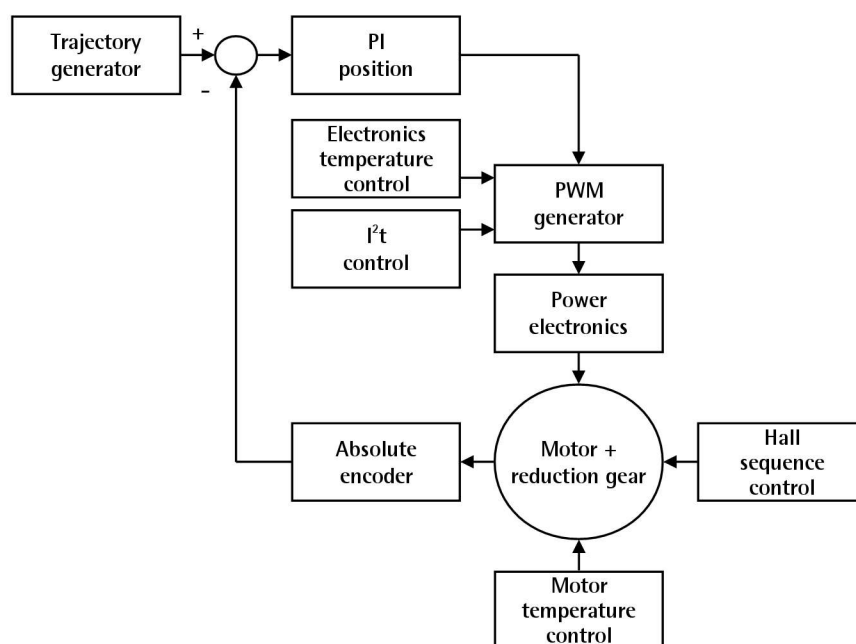 Trajectory
generator
+
-
PI
position
Electronics
temperature
control
I²t
control
PWM
generator
Power
electronics
Absolute
encoder
Motor +
reduction gear
Hall
sequence
control
Motor
temperature
control